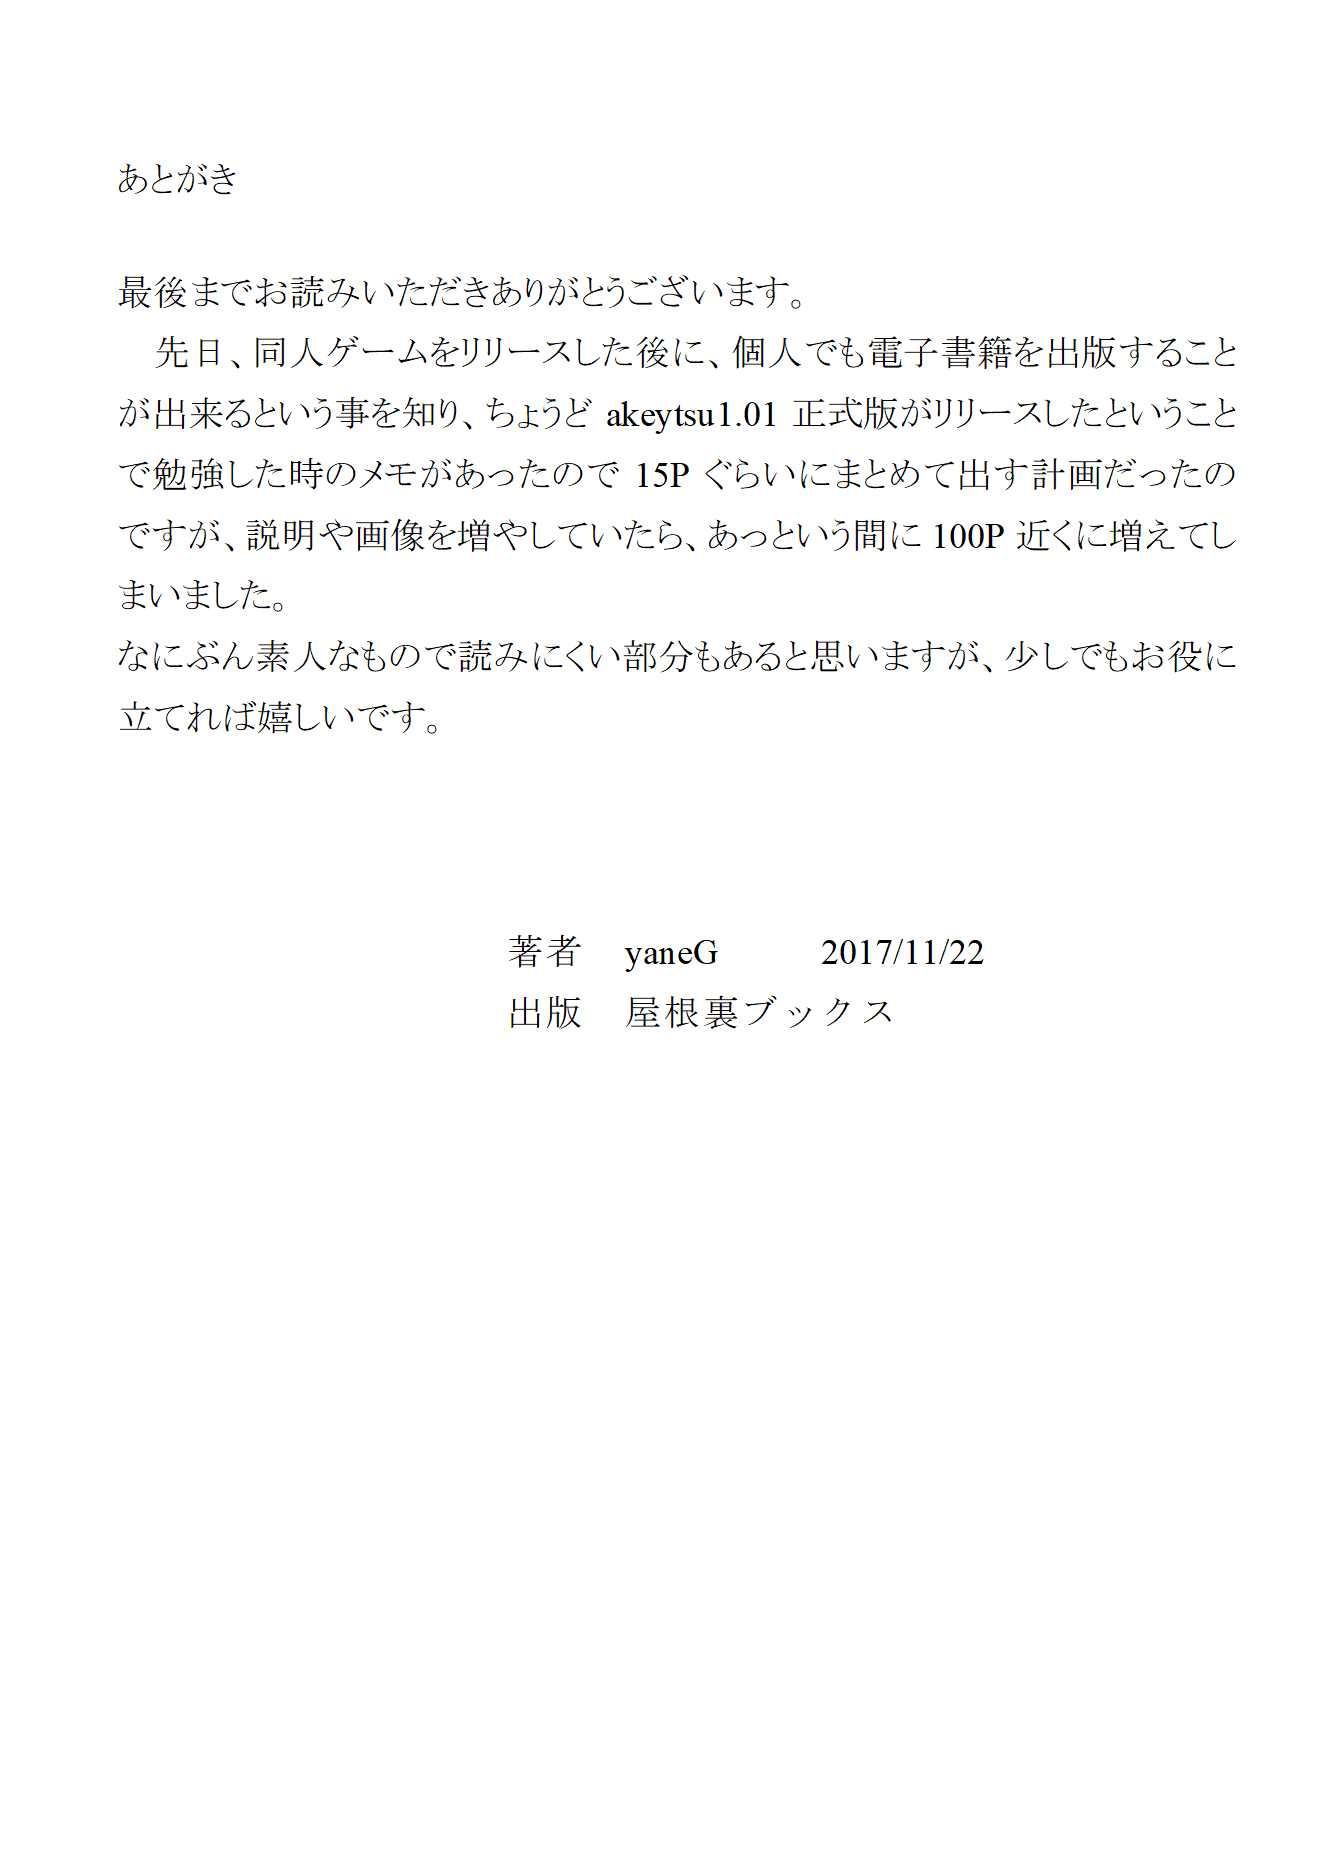 あとがき
最後までお読みいただきありがとうございます。
　先日、同人ゲームをリリースした後に、個人でも電子書籍を出版すること
が出来るという事を知り、ちょうど akeytsu1.01 正式版がリリースしたということ
で勉強した時のメモがあったので 15P ぐらいにまとめて出す計画だったの
ですが、説明や画像を増やしていたら、あっという間に 100P 近くに増えてし
まいました。
なにぶん素人なもので読みにくい部分もあると思いますが、少しでもお役に
立てれば嬉しいです。
著者　yaneG　　2017/11/22
出版　屋根裏ブックス